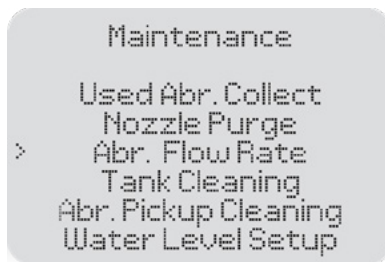 Maintenance
Used Abr. Collect
Nozzle Purge
> Abr. Flow Rate
Tank Cleaning
Abr. Pickup Cleaning
Water Level Setup